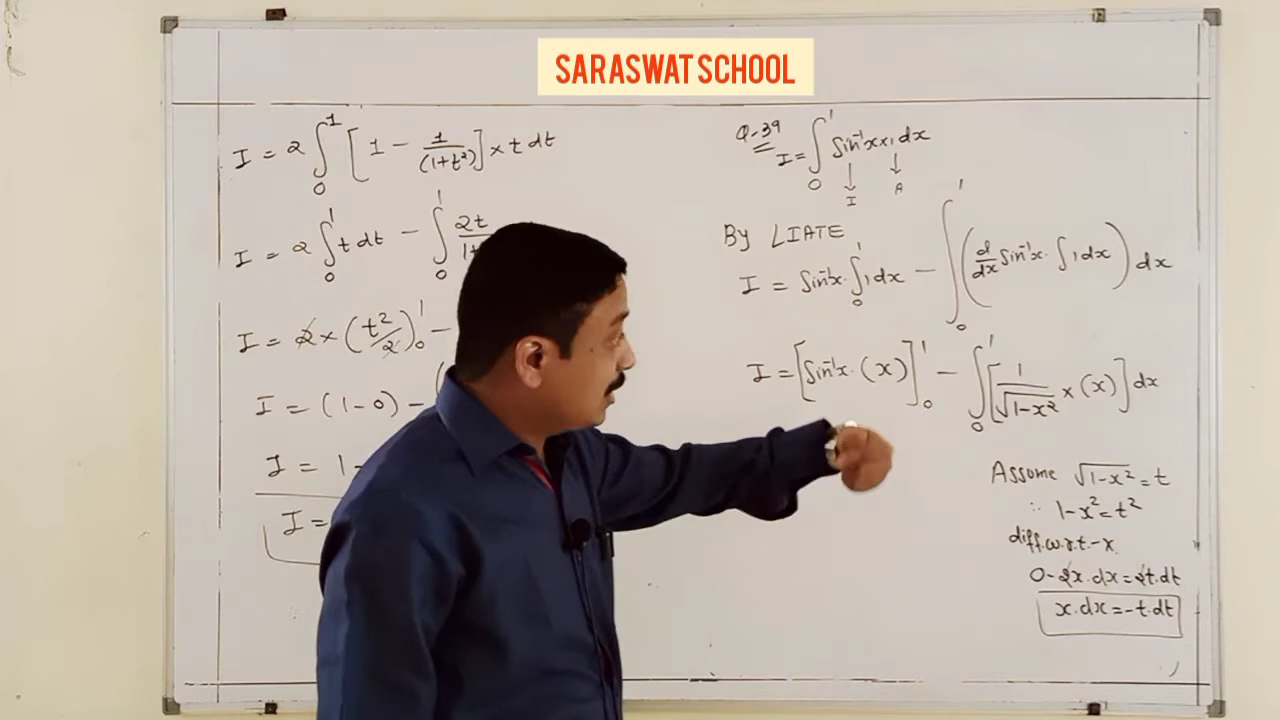 SARASWAT SCHOOL
I = 2 ∫₀¹ [1 − 1/(1+t²)] × t dt
I = 2 ∫₀¹ t dt − ∫₀¹ 2t
I = 2 × (t²/2)₀¹ −
I = (1−0) −
I = 1−
I =
Q-39
I = ∫₀¹ Sin⁻¹x × 1 dx
↓ ↓
I A
By LIATE
I = Sin⁻¹x · ∫₀¹ 1 dx − ∫₀¹ (d/dx Sin⁻¹x · ∫ 1 dx) dx
I = [Sin⁻¹x · (x)]₀¹ − ∫₀¹ [1/√(1−x²) × (x)] dx
Assume √(1−x²) = t
∴ 1−x² = t²
diff. w.r.t−x
0−2x·dx = 2t·dt
x·dx = −t·dt